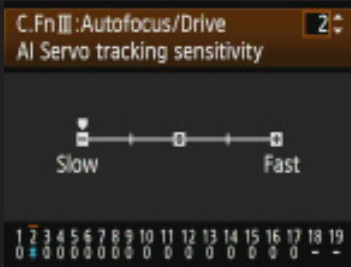 C.FnⅢ:Autofocus/Drive 2
AI Servo tracking sensitivity
− 0 +
Slow Fast
1 2 3 4 5 6 7 8 9 10 11 12 13 14 15 16 17 18 19
0 * 0 0 0 0 0 0 0 0 0 0 0 0 0 0 0 – –